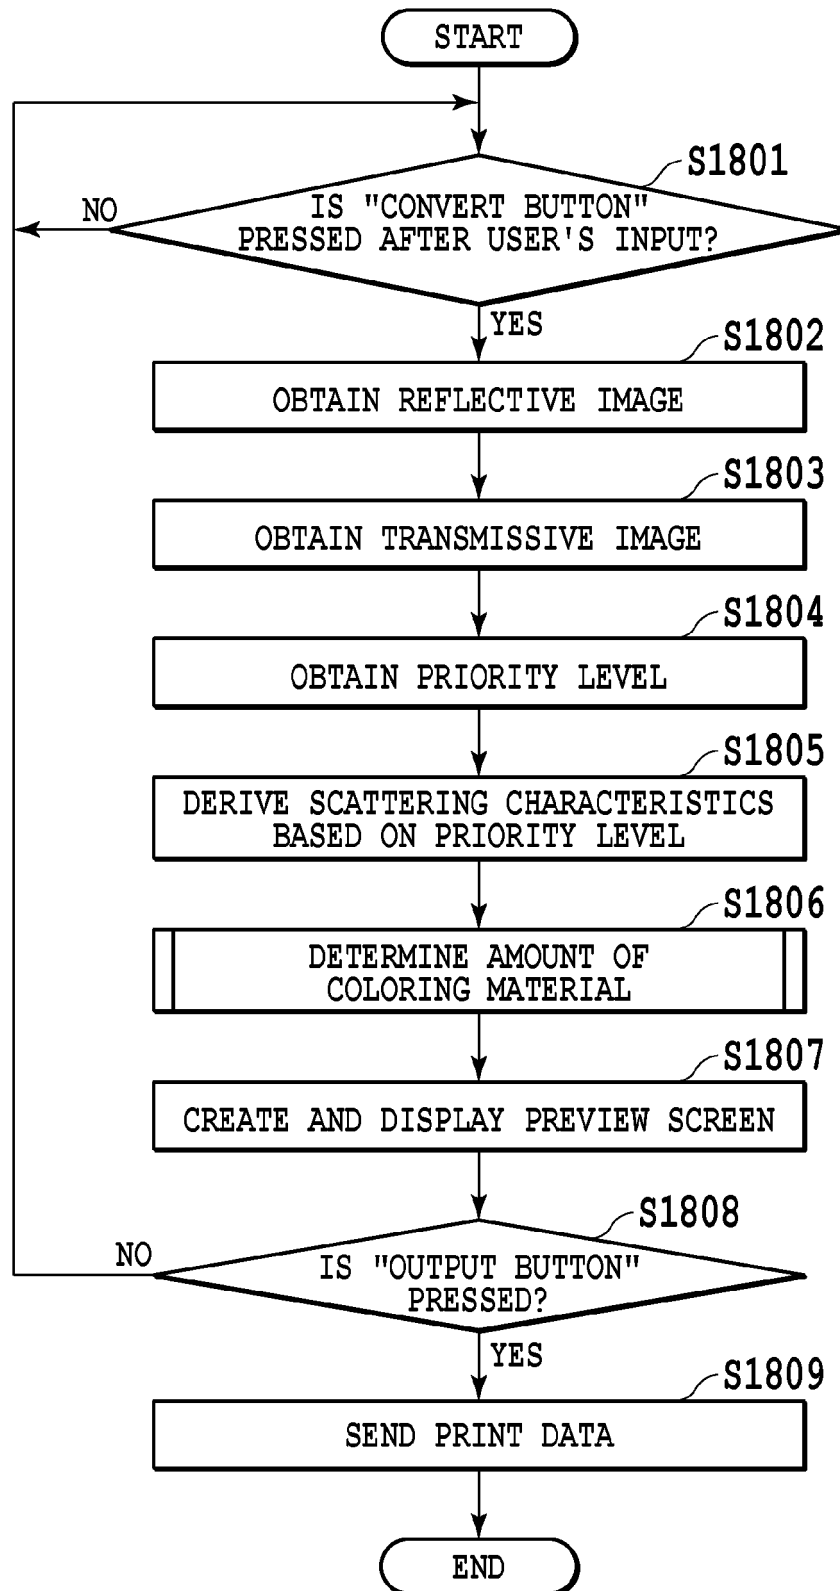 START
S1801
IS "CONVERT BUTTON"
PRESSED AFTER USER'S INPUT?
NO
YES
S1802
OBTAIN REFLECTIVE IMAGE
S1803
OBTAIN TRANSMISSIVE IMAGE
S1804
OBTAIN PRIORITY LEVEL
S1805
DERIVE SCATTERING CHARACTERISTICS
BASED ON PRIORITY LEVEL
S1806
DETERMINE AMOUNT OF
COLORING MATERIAL
S1807
CREATE AND DISPLAY PREVIEW SCREEN
S1808
NO
IS "OUTPUT BUTTON"
PRESSED?
YES
S1809
SEND PRINT DATA
END